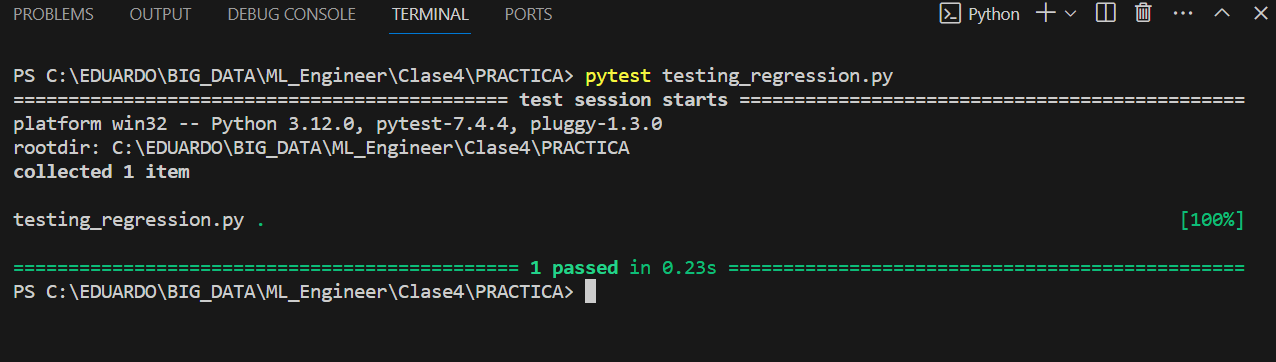 PROBLEMS OUTPUT DEBUG CONSOLE TERMINAL PORTS Python
PS C:\EDUARDO\BIG_DATA\ML_Engineer\Clase4\PRACTICA> pytest testing_regression.py
============================================= test session starts ==============================================
platform win32 -- Python 3.12.0, pytest-7.4.4, pluggy-1.3.0
rootdir: C:\EDUARDO\BIG_DATA\ML_Engineer\Clase4\PRACTICA
collected 1 item
testing_regression.py . [100%]
============================================== 1 passed in 0.23s ===============================================
PS C:\EDUARDO\BIG_DATA\ML_Engineer\Clase4\PRACTICA>